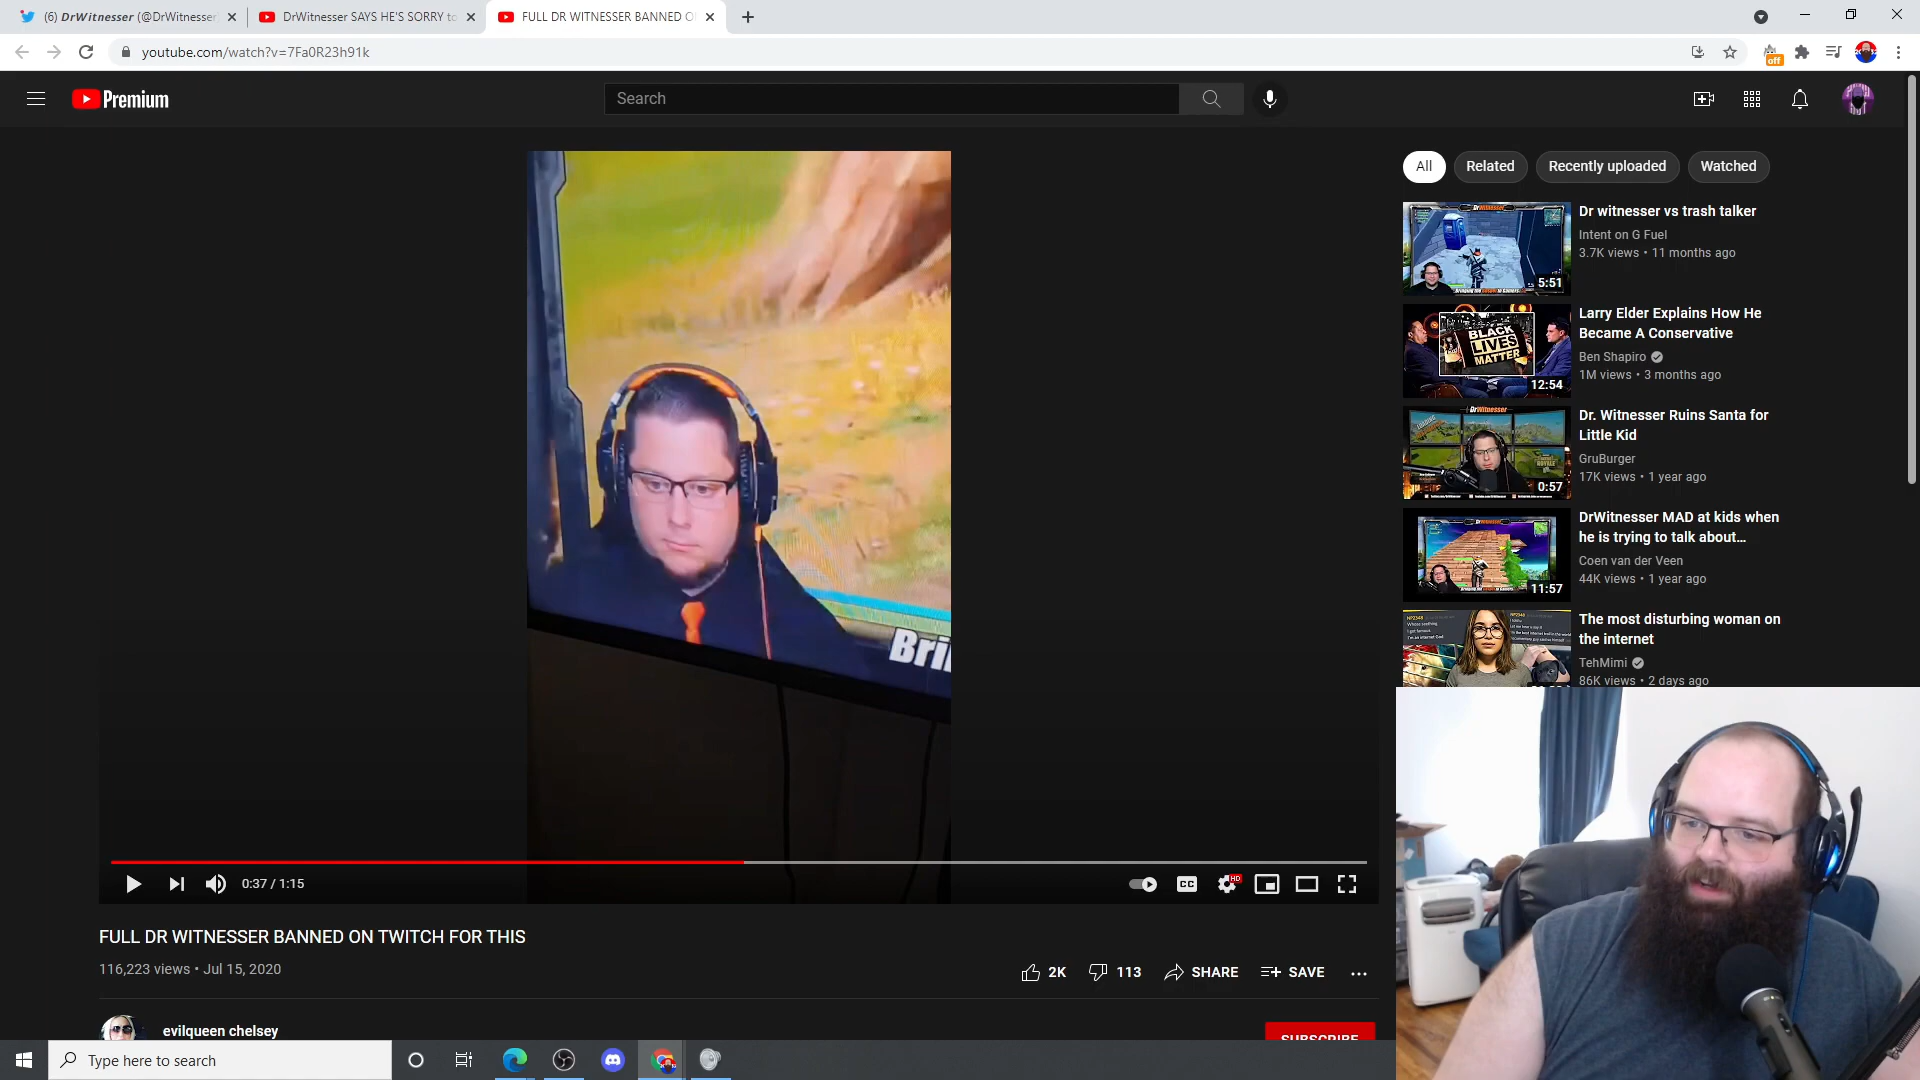 (6) DrWitnesser (@DrWitnesser
DrWitnesser SAYS HE'S SORRY to
FULL DR WITNESSER BANNED O
youtube.com/watch?v=7Fa0R23h91k
off
Premium
Search
All
Related
Recently uploaded
Watched
DrWitnesser
5:51
Dr witnesser vs trash talker
Intent on G Fuel
3.7K views • 11 months ago
BLACK
LIVES
MATTER
12:54
Larry Elder Explains How He
Became A Conservative
Ben Shapiro
1M views • 3 months ago
DrWitnesser
0:57
Dr. Witnesser Ruins Santa for
Little Kid
GruBurger
17K views • 1 year ago
11:57
DrWitnesser MAD at kids when
he is trying to talk about…
Coen van der Veen
44K views • 1 year ago
The most disturbing woman on
the internet
TehMimi
86K views • 2 days ago
Bri
0:37 / 1:15
CC
HD
FULL DR WITNESSER BANNED ON TWITCH FOR THIS
116,223 views • Jul 15, 2020
2K
113
SHARE
SAVE
evilqueen chelsey
SUBSCRIBE
Type here to search